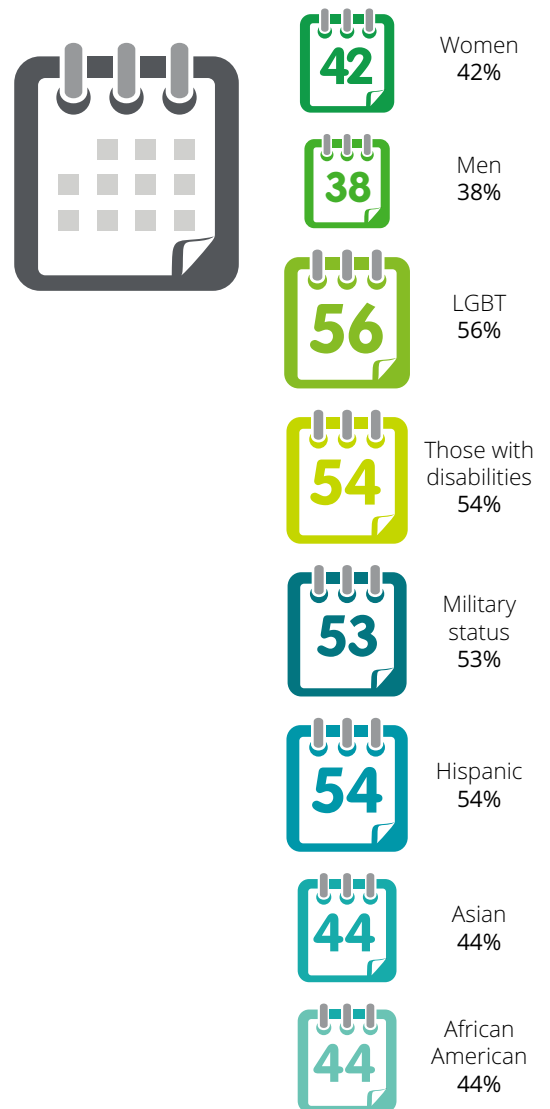 42
Women
42%
38
Men
38%
56
LGBT
56%
54
Those with
disabilities
54%
53
Military
status
53%
54
Hispanic
54%
44
Asian
44%
44
African
American
44%